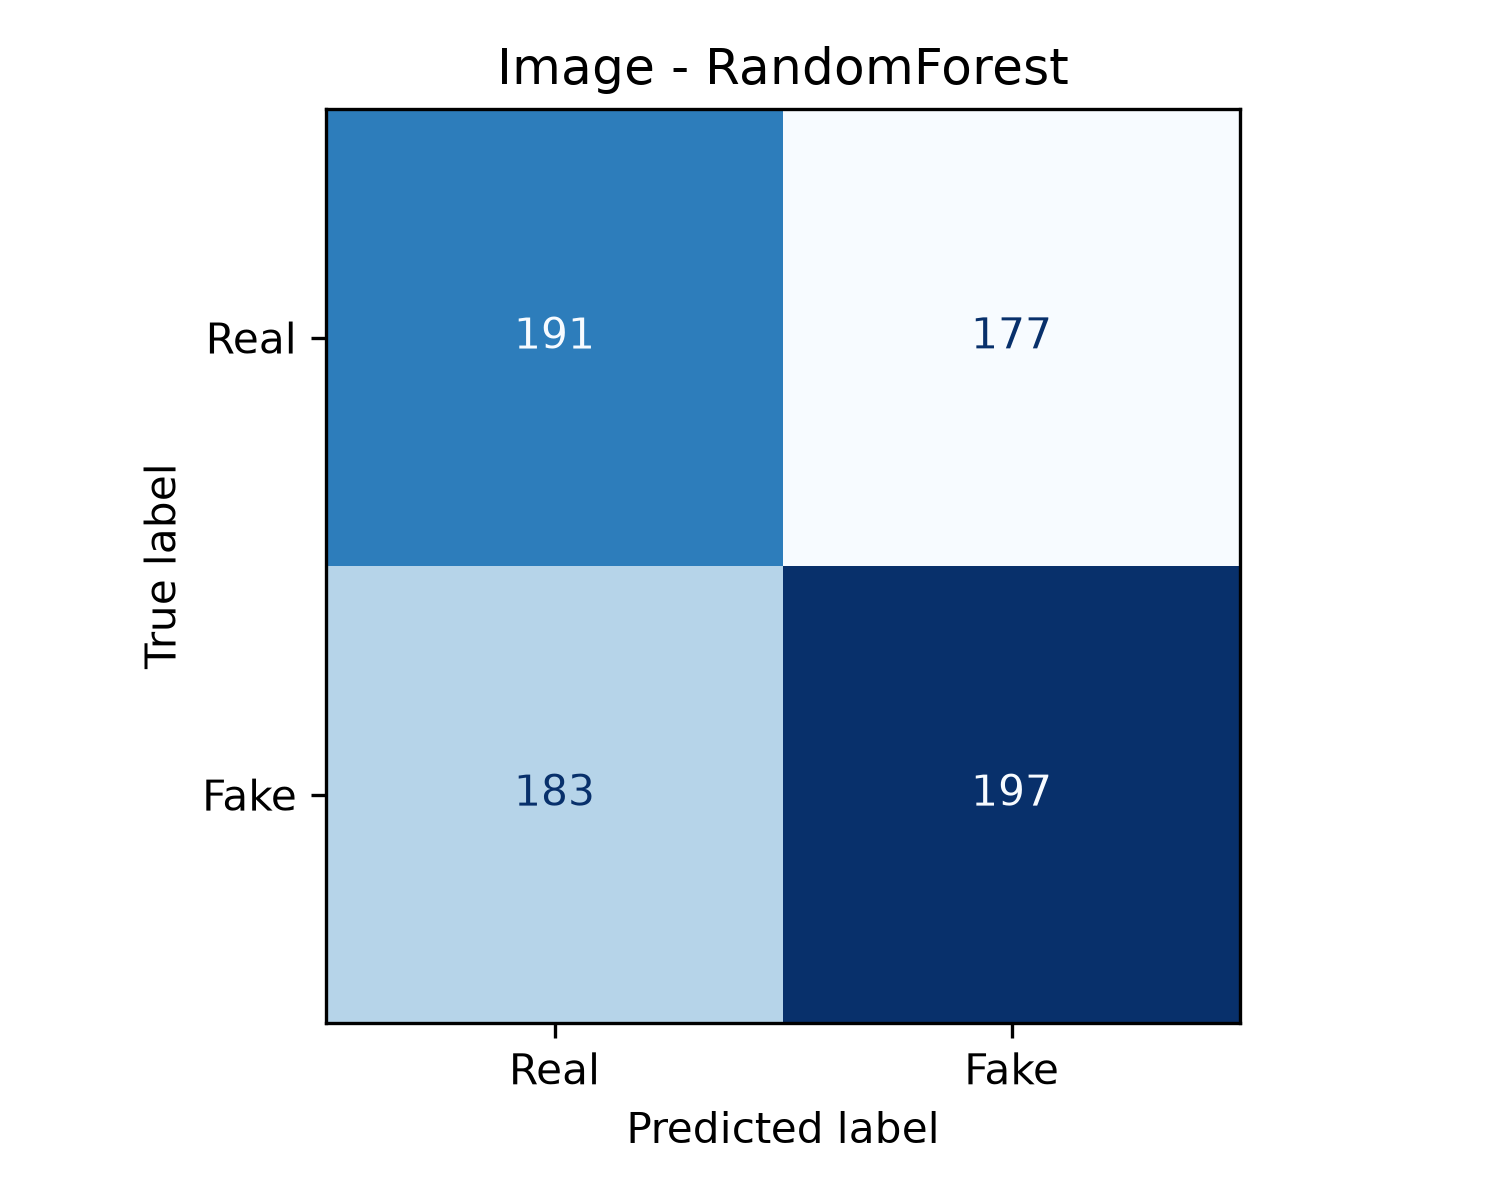 Image - RandomForest
Real
191
177
True label
Fake
183
197
Real
Fake
Predicted label